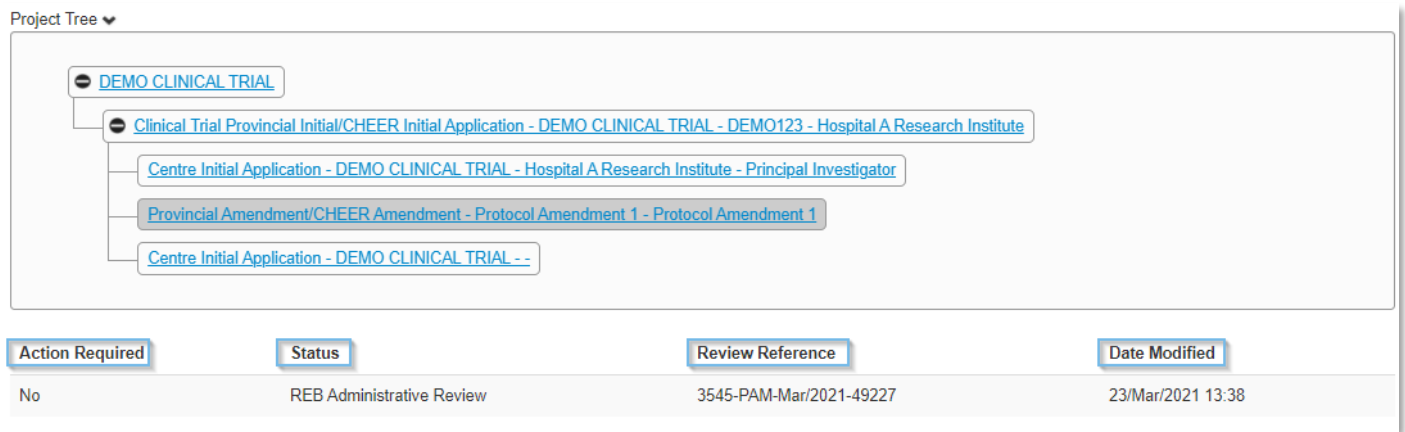 Project Tree
DEMO CLINICAL TRIAL
Clinical Trial Provincial Initial/CHEER Initial Application - DEMO CLINICAL TRIAL - DEMO123 - Hospital A Research Institute
Centre Initial Application - DEMO CLINICAL TRIAL - Hospital A Research Institute - Principal Investigator
Provincial Amendment/CHEER Amendment - Protocol Amendment 1 - Protocol Amendment 1
Centre Initial Application - DEMO CLINICAL TRIAL - -
Action Required Status Review Reference Date Modified
No REB Administrative Review 3545-PAM-Mar/2021-49227 23/Mar/2021 13:38